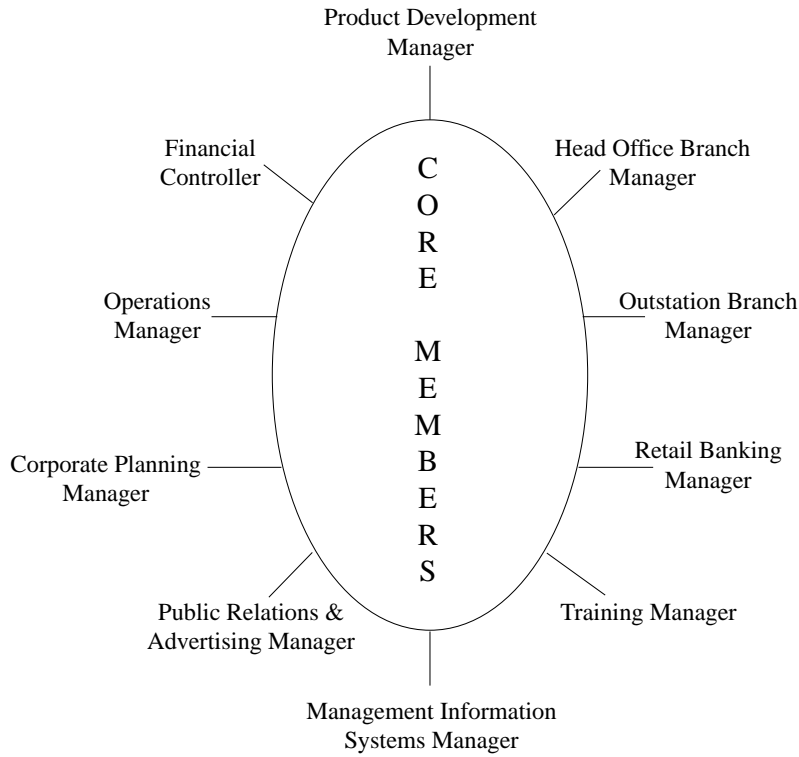 Product Development
Manager
Financial
Controller
Head Office Branch
Manager
Operations
Manager
Outstation Branch
Manager
Corporate Planning
Manager
Retail Banking
Manager
Public Relations &
Advertising Manager
Training Manager
Management Information
Systems Manager
C
O
R
E
M
E
M
B
E
R
S